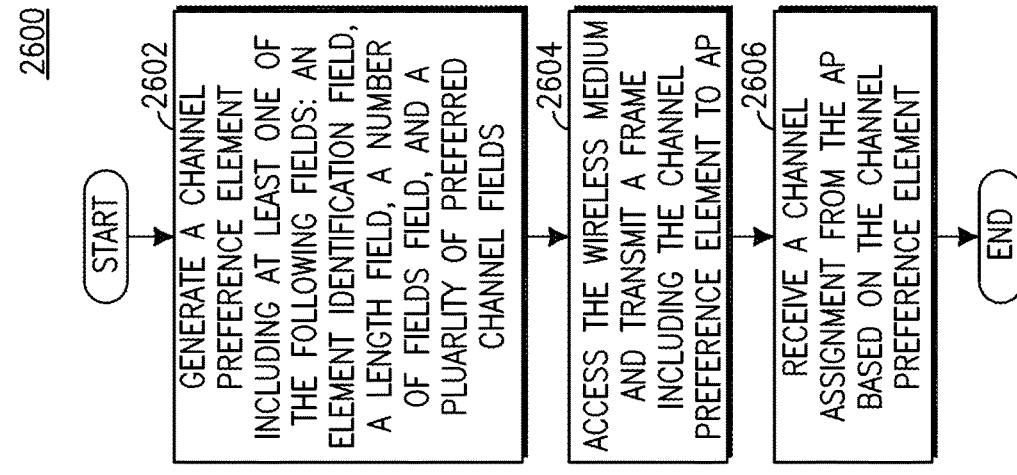 2600
START
2602
GENERATE A CHANNEL
PREFERENCE ELEMENT
INCLUDING AT LEAST ONE OF
THE FOLLOWING FIELDS: AN
ELEMENT IDENTIFICATION FIELD,
A LENGTH FIELD, A NUMBER
OF FIELDS FIELD, AND A
PLUARLITY OF PREFERRED
CHANNEL FIELDS
2604
ACCESS THE WIRELESS MEDIUM
AND TRANSMIT A FRAME
INCLUDING THE CHANNEL
PREFERENCE ELEMENT TO AP
2606
RECEIVE A CHANNEL
ASSIGNMENT FROM THE AP
BASED ON THE CHANNEL
PREFERENCE ELEMENT
END